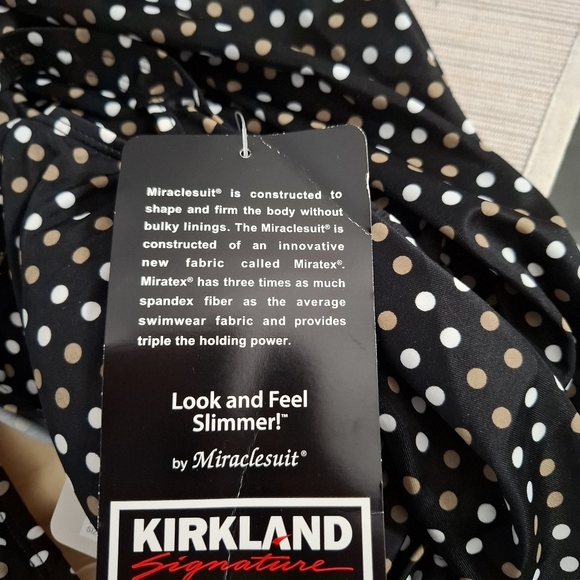 Miraclesuit® is constructed to
shape and firm the body without
bulky linings. The Miraclesuit® is
constructed of an innovative
new fabric called Miratex®.
Miratex® has three times as much
spandex fiber as the average
swimwear fabric and provides
triple the holding power.
Look and Feel
Slimmer!™
by Miraclesuit®
KIRKLAND
Signature